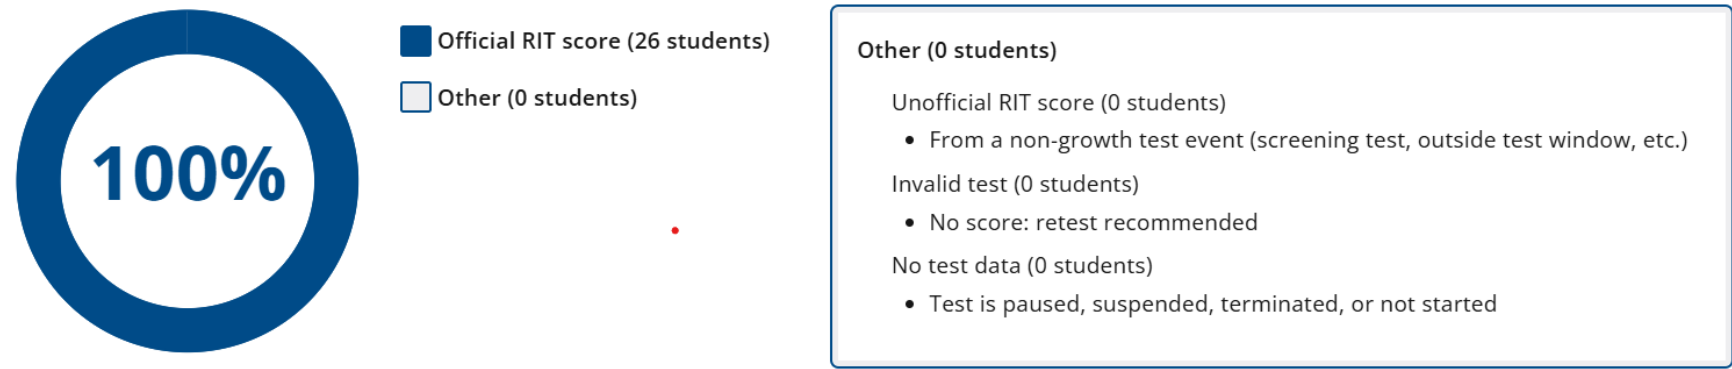 100%
Official RIT score (26 students)
Other (0 students)
Other (0 students)
Unofficial RIT score (0 students)
• From a non-growth test event (screening test, outside test window, etc.)
Invalid test (0 students)
• No score: retest recommended
No test data (0 students)
• Test is paused, suspended, terminated, or not started